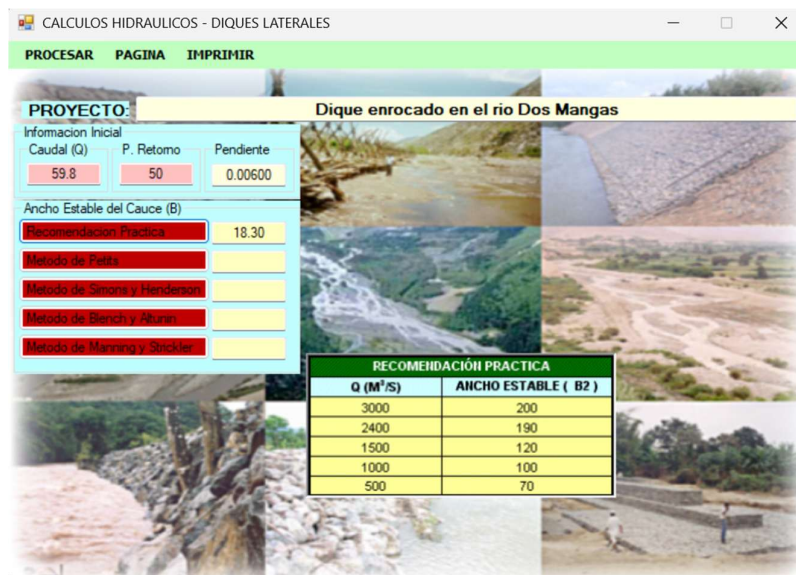 CALCULOS HIDRAULICOS - DIQUES LATERALES
PROCESAR PAGINA IMPRIMIR
PROYECTO: Dique enrocado en el rio Dos Mangas
Informacion Inicial
Caudal (Q) P. Retorno Pendiente
59.8 50 0.00600
Ancho Estable del Cauce (B)
Recomendacion Practica 18.30
Metodo de Petits
Metodo de Simons y Henderson
Metodo de Blench y Altunin
Metodo de Manning y Strickler
RECOMENDACIÓN PRACTICA
Q (M³/S) ANCHO ESTABLE ( B2 )
3000 200
2400 190
1500 120
1000 100
500 70